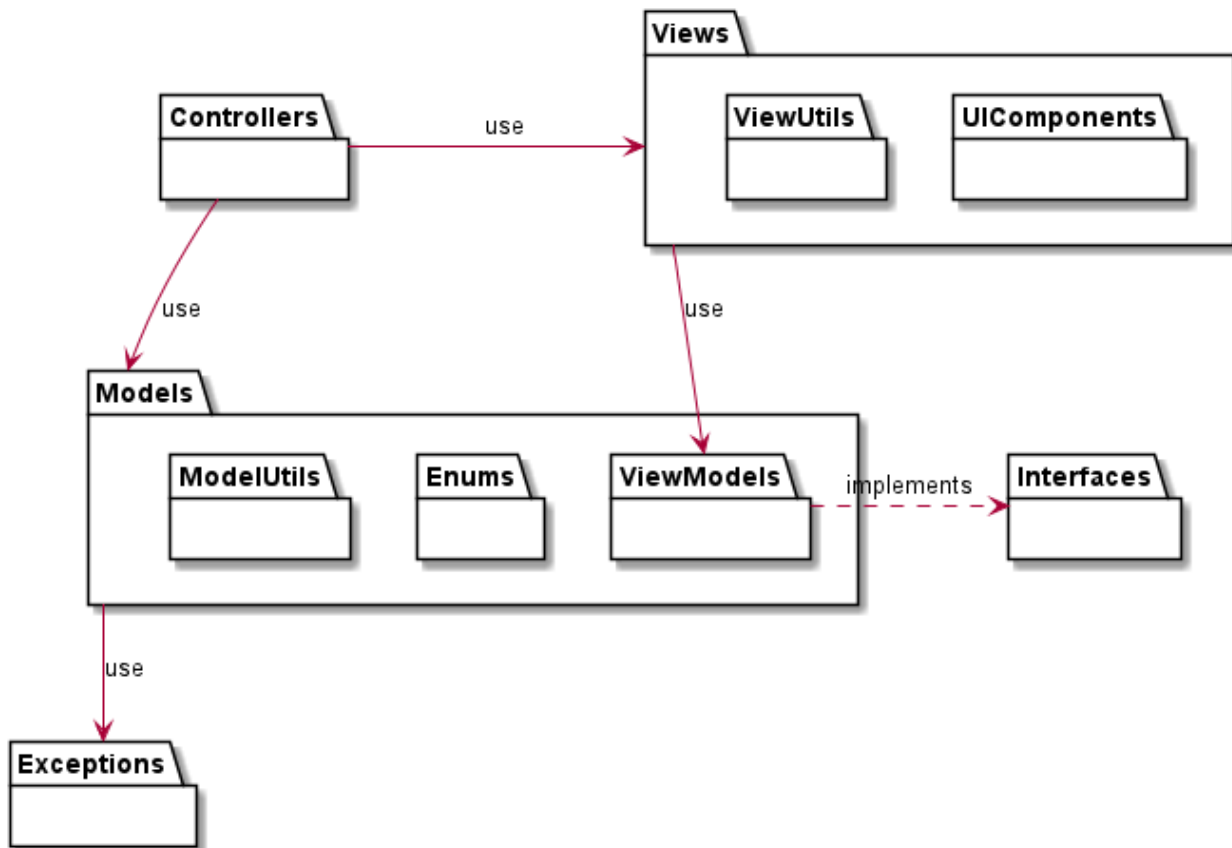 Views
Controllers
use
ViewUtils
UIComponents
use
use
Models
ModelUtils
Enums
ViewModels
implements
Interfaces
use
Exceptions